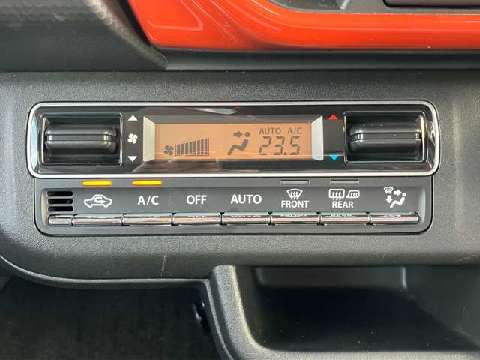 AUTO A/C
23.5
A/C OFF AUTO FRONT REAR